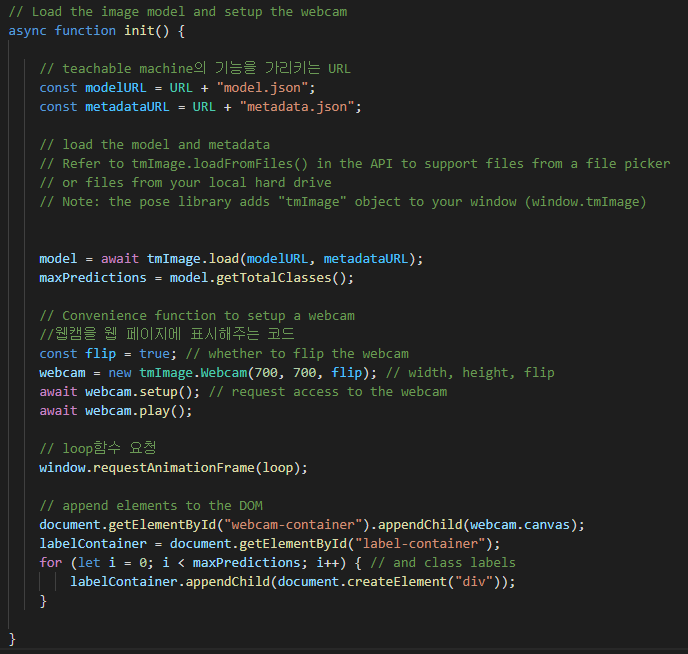 // Load the image model and setup the webcam
async function init() {
// teachable machine의 기능을 가리키는 URL
const modelURL = URL + "model.json";
const metadataURL = URL + "metadata.json";
// load the model and metadata
// Refer to tmImage.loadFromFiles() in the API to support files from a file picker
// or files from your local hard drive
// Note: the pose library adds "tmImage" object to your window (window.tmImage)
model = await tmImage.load(modelURL, metadataURL);
maxPredictions = model.getTotalClasses();
// Convenience function to setup a webcam
//웹캠을 웹 페이지에 표시해주는 코드
const flip = true; // whether to flip the webcam
webcam = new tmImage.Webcam(700, 700, flip); // width, height, flip
await webcam.setup(); // request access to the webcam
await webcam.play();
// loop함수 요청
window.requestAnimationFrame(loop);
// append elements to the DOM
document.getElementById("webcam-container").appendChild(webcam.canvas);
labelContainer = document.getElementById("label-container");
for (let i = 0; i < maxPredictions; i++) { // and class labels
labelContainer.appendChild(document.createElement("div"));
}
}